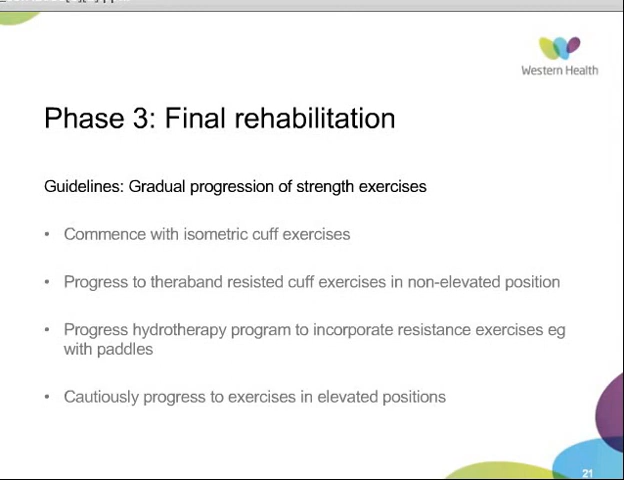 Western Health
Phase 3: Final rehabilitation
Guidelines: Gradual progression of strength exercises
• Commence with isometric cuff exercises
• Progress to theraband resisted cuff exercises in non-elevated position
• Progress hydrotherapy program to incorporate resistance exercises eg
with paddles
• Cautiously progress to exercises in elevated positions
21